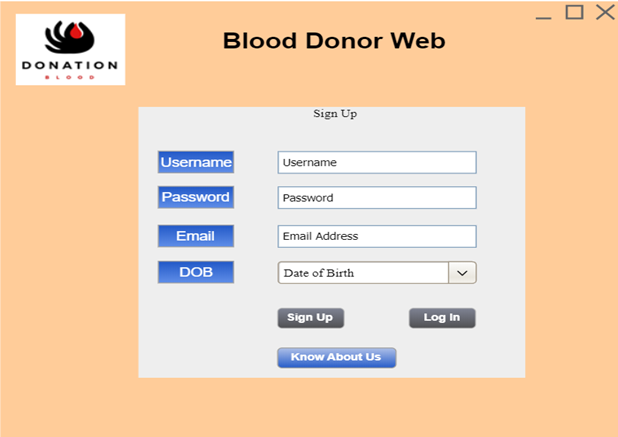 Blood Donor Web
DONATION
BLOOD
Sign Up
Username Username
Password Password
Email Email Address
DOB Date of Birth
Sign Up Log In
Know About Us